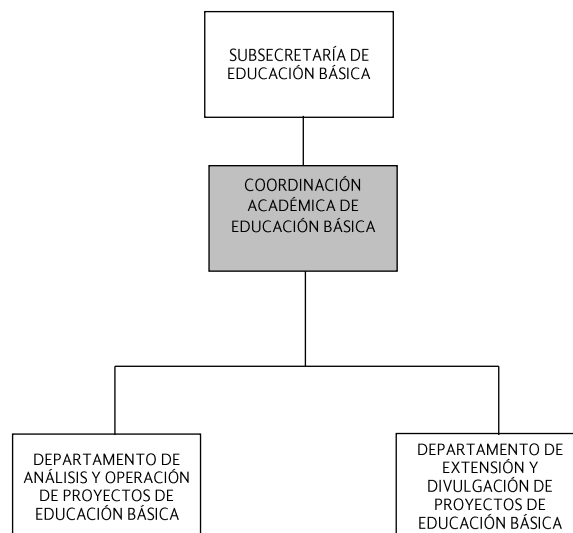 SUBSECRETARÍA DE
EDUCACIÓN BÁSICA
COORDINACIÓN
ACADÉMICA DE
EDUCACIÓN BÁSICA
DEPARTAMENTO DE
ANÁLISIS Y OPERACIÓN
DE PROYECTOS DE
EDUCACIÓN BÁSICA
DEPARTAMENTO DE
EXTENSIÓN Y
DIVULGACIÓN DE
PROYECTOS DE
EDUCACIÓN BÁSICA